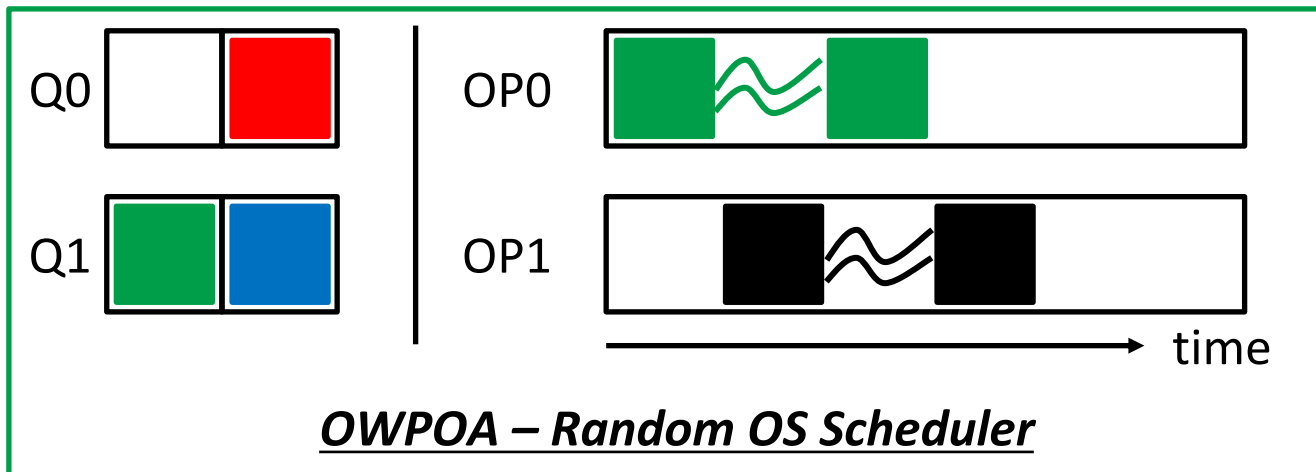 Q0
OP0
Q1
OP1
time
OWPOA – Random OS Scheduler